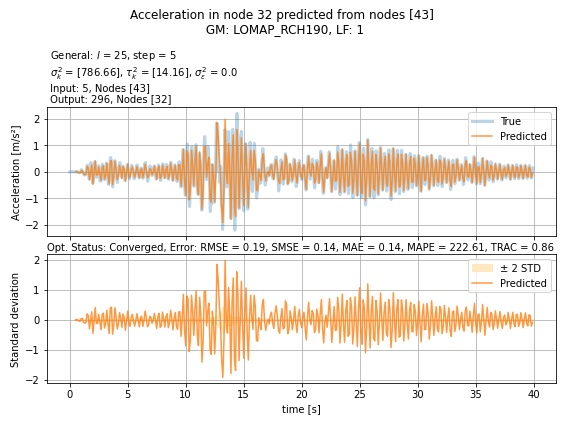 Acceleration in node 32 predicted from nodes [43]
GM: LOMAP_RCH190, LF: 1
General: l = 25, step = 5
σ²ₖ = [786.66], τ²ₖ = [14.16], σ²ε = 0.0
Input: 5, Nodes [43]
Output: 296, Nodes [32]
Acceleration [m/s²]
2
1
0
−1
−2
True
Predicted
Opt. Status: Converged, Error: RMSE = 0.19, SMSE = 0.14, MAE = 0.14, MAPE = 222.61, TRAC = 0.86
Standard deviation
2
1
0
−1
−2
± 2 STD
Predicted
0 5 10 15 20 25 30 35 40
time [s]